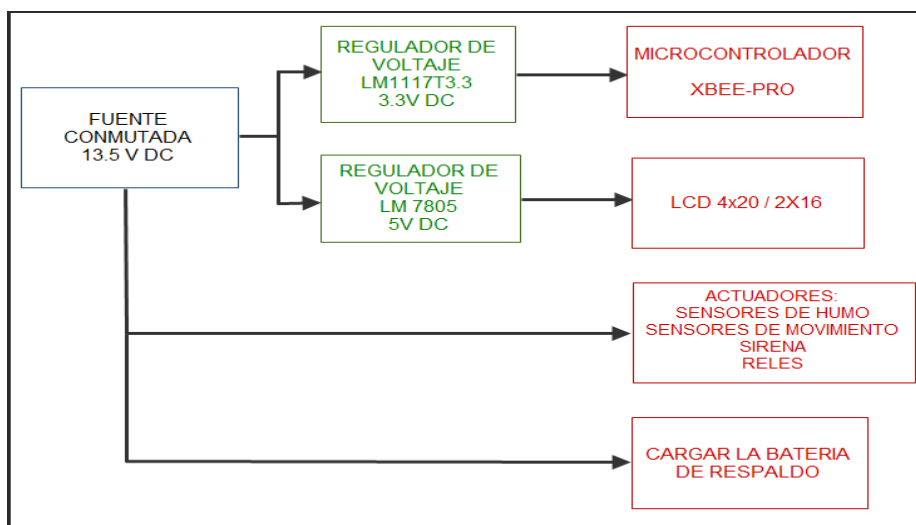 FUENTE
CONMUTADA
13.5 V DC
REGULADOR DE
VOLTAJE
LM1117T3.3
3.3V DC
MICROCONTROLADOR
XBEE-PRO
REGULADOR DE
VOLTAJE
LM 7805
5V DC
LCD 4x20 / 2X16
ACTUADORES:
SENSORES DE HUMO
SENSORES DE MOVIMIENTO
SIRENA
RELES
CARGAR LA BATERIA
DE RESPALDO